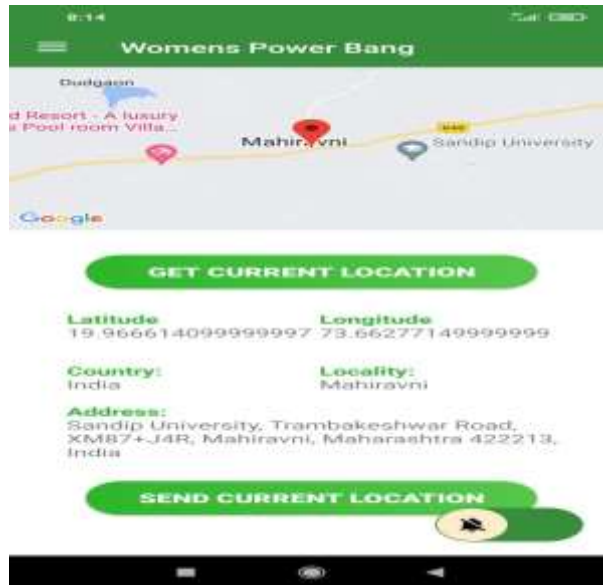 8:14
Womens Power Bang
Dudgaon
d Resort - A luxury
a Pool room Villa...
Mahiravni
Sandip University
Google
GET CURRENT LOCATION
Latitude Longitude
19.966614099999997 73.66277149999999
Country: Locality:
India Mahiravni
Address:
Sandip University, Trambakeshwar Road,
XM87+J4R, Mahiravni, Maharashtra 422213,
India
SEND CURRENT LOCATION